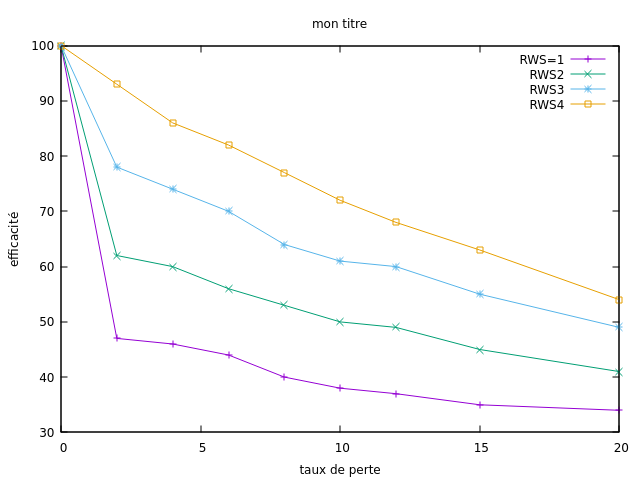 mon titre
RWS=1
RWS2
RWS3
RWS4
100
90
80
70
60
50
40
30
efficacité
0 5 10 15 20
taux de perte